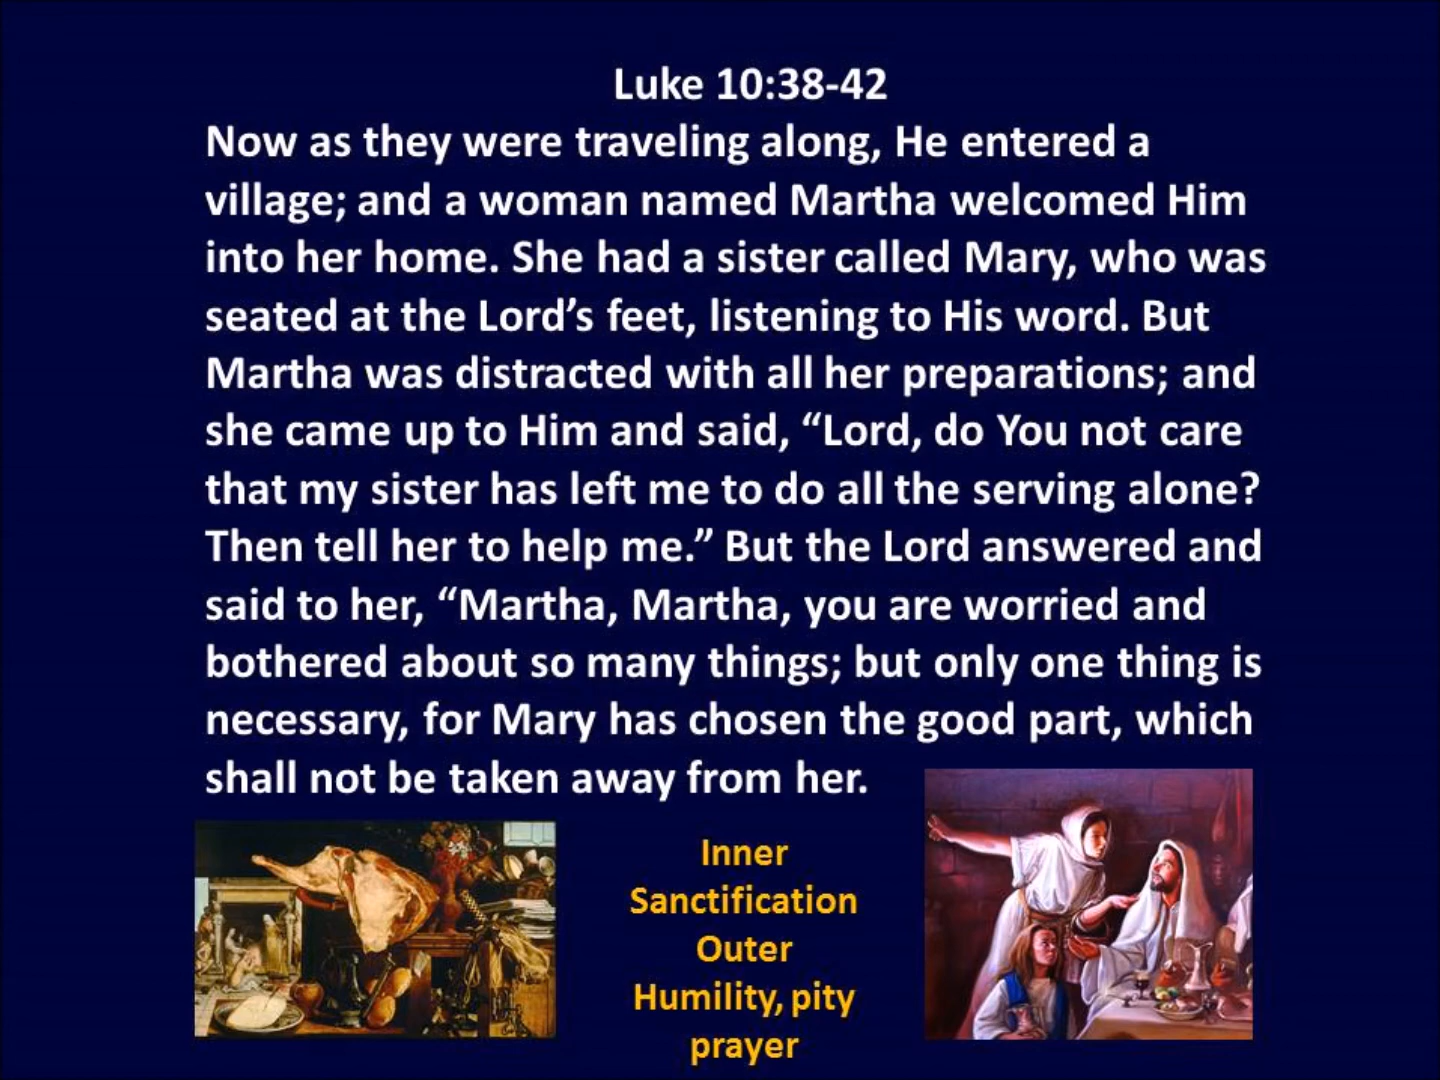 Luke 10:38-42
Now as they were traveling along, He entered a
village; and a woman named Martha welcomed Him
into her home. She had a sister called Mary, who was
seated at the Lord’s feet, listening to His word. But
Martha was distracted with all her preparations; and
she came up to Him and said, “Lord, do You not care
that my sister has left me to do all the serving alone?
Then tell her to help me.” But the Lord answered and
said to her, “Martha, Martha, you are worried and
bothered about so many things; but only one thing is
necessary, for Mary has chosen the good part, which
shall not be taken away from her.
Inner
Sanctification
Outer
Humility, pity
prayer